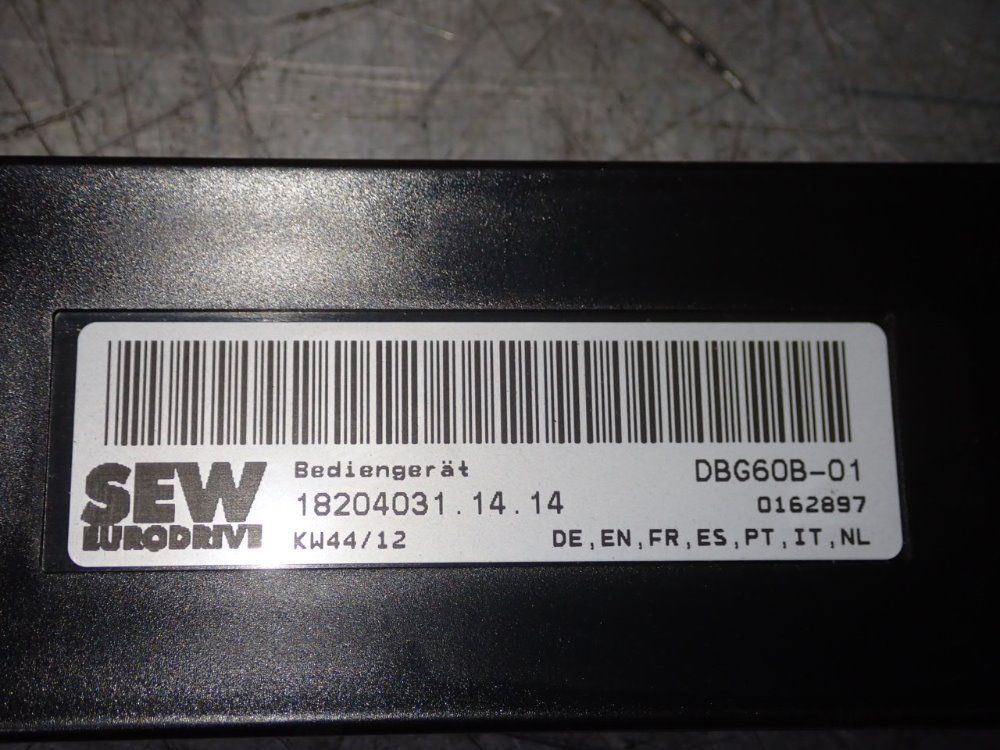 SEW
EURODRIVE
Bediengerät
18204031.14.14
KW44/12
DBG60B-01
0162897
DE,EN,FR,ES,PT,IT,NL